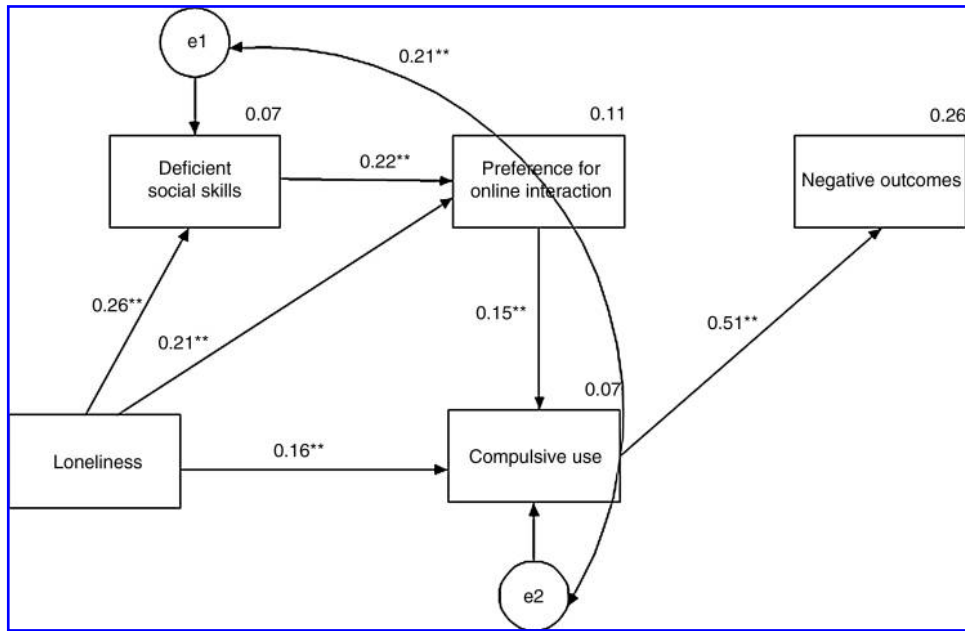 e1
0.21**
0.07
0.11
0.26
Deficient
social skills
0.22**
Preference for
online interaction
Negative outcomes
0.26**
0.21**
0.15**
0.51**
0.07
Loneliness
0.16**
Compulsive use
e2